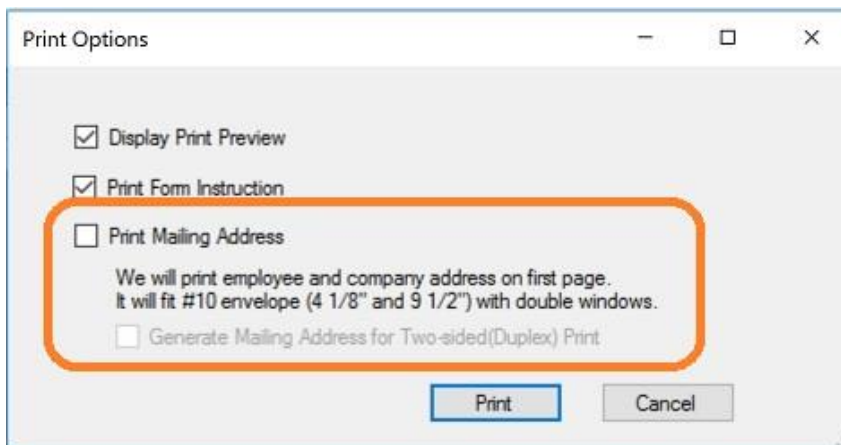 Print Options
Display Print Preview
Print Form Instruction
Print Mailing Address
We will print employee and company address on first page.
It will fit #10 envelope (4 1/8" and 9 1/2") with double windows.
Generate Mailing Address for Two-sided(Duplex) Print
Print
Cancel